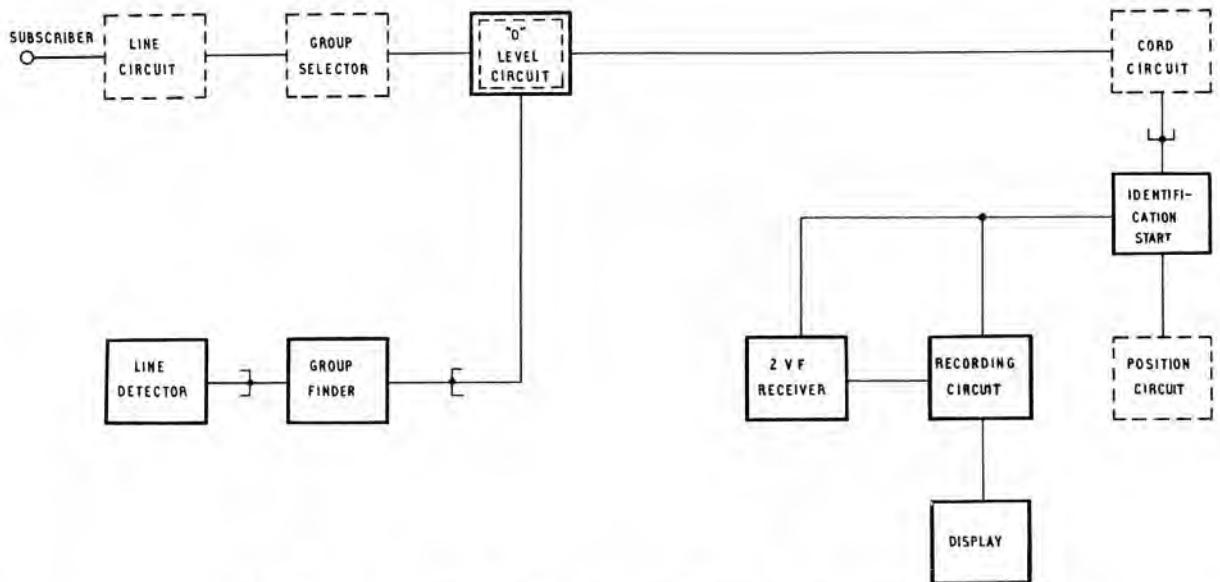 SUBSCRIBER
LINE
CIRCUIT
GROUP
SELECTOR
"O"
LEVEL
CIRCUIT
CORD
CIRCUIT
IDENTIFI-
CATION
START
LINE
DETECTOR
GROUP
FINDER
2 VF
RECEIVER
RECORDING
CIRCUIT
POSITION
CIRCUIT
DISPLAY